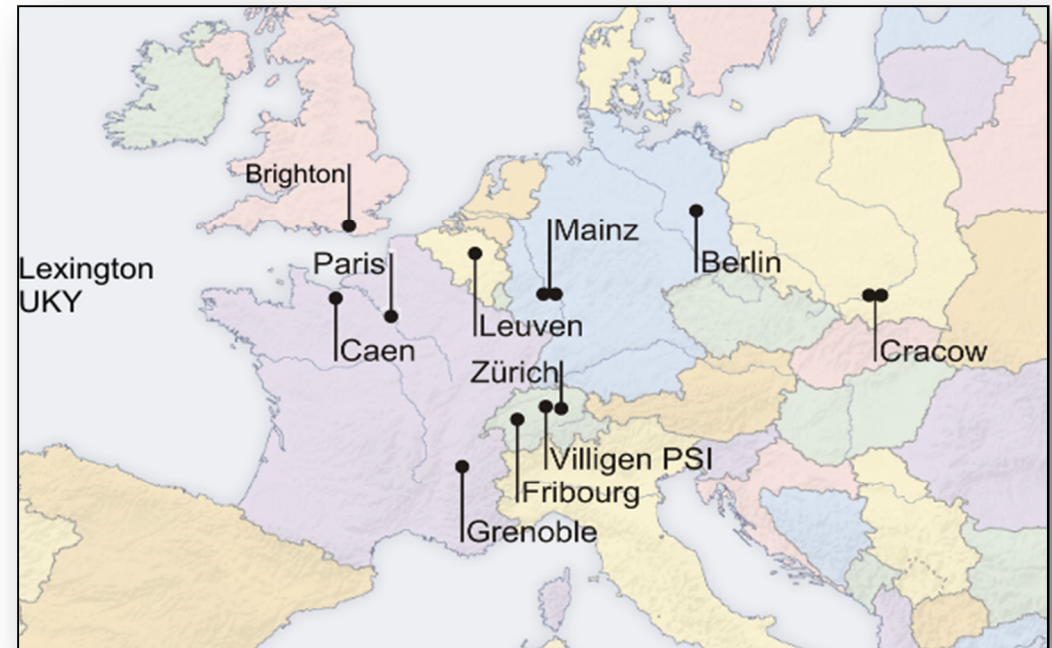 Brighton
Mainz
Paris
Berlin
Lexington
UKY
Leuven
Caen
Cracow
Zürich
Villigen PSI
Fribourg
Grenoble